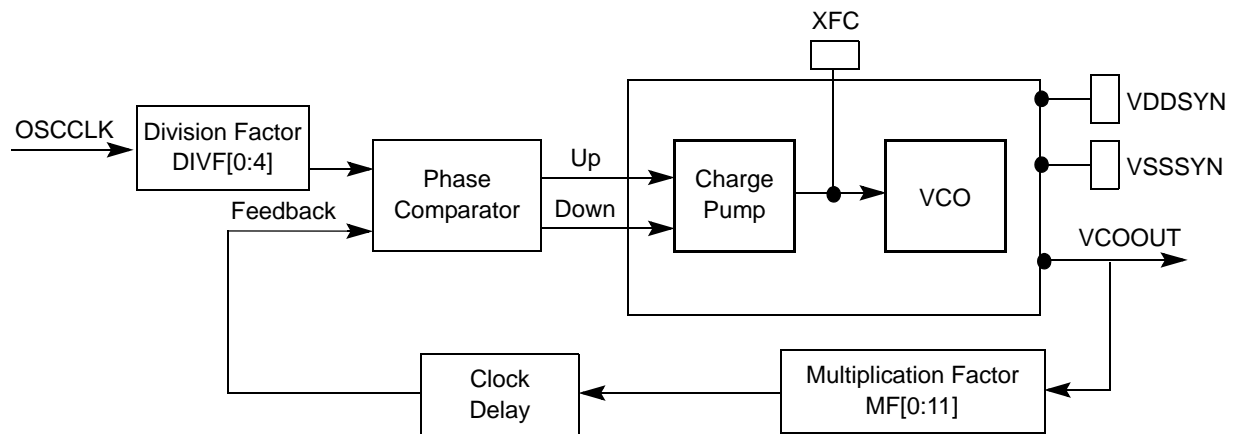 XFC
VDDSYN
OSCCLK
Division Factor
DIVF[0:4]
Up
VSSSYN
Phase
Comparator
Charge
Pump
VCO
Feedback
Down
VCOOUT
Clock
Delay
Multiplication Factor
MF[0:11]